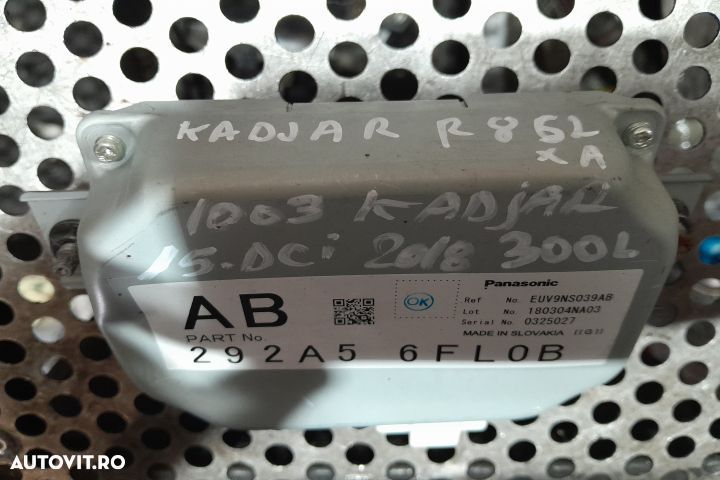 KADJAR R86L
XA
1003 KADJAR
15.DCi 2018 300L
AB
OK
Panasonic
Ref No. EUV9NS039AB
Lot No. 180304NA03
Serial No. 0325027
MADE IN SLOVAKIA
PART No.
292A5 6FL0B
AUTOVIT.RO